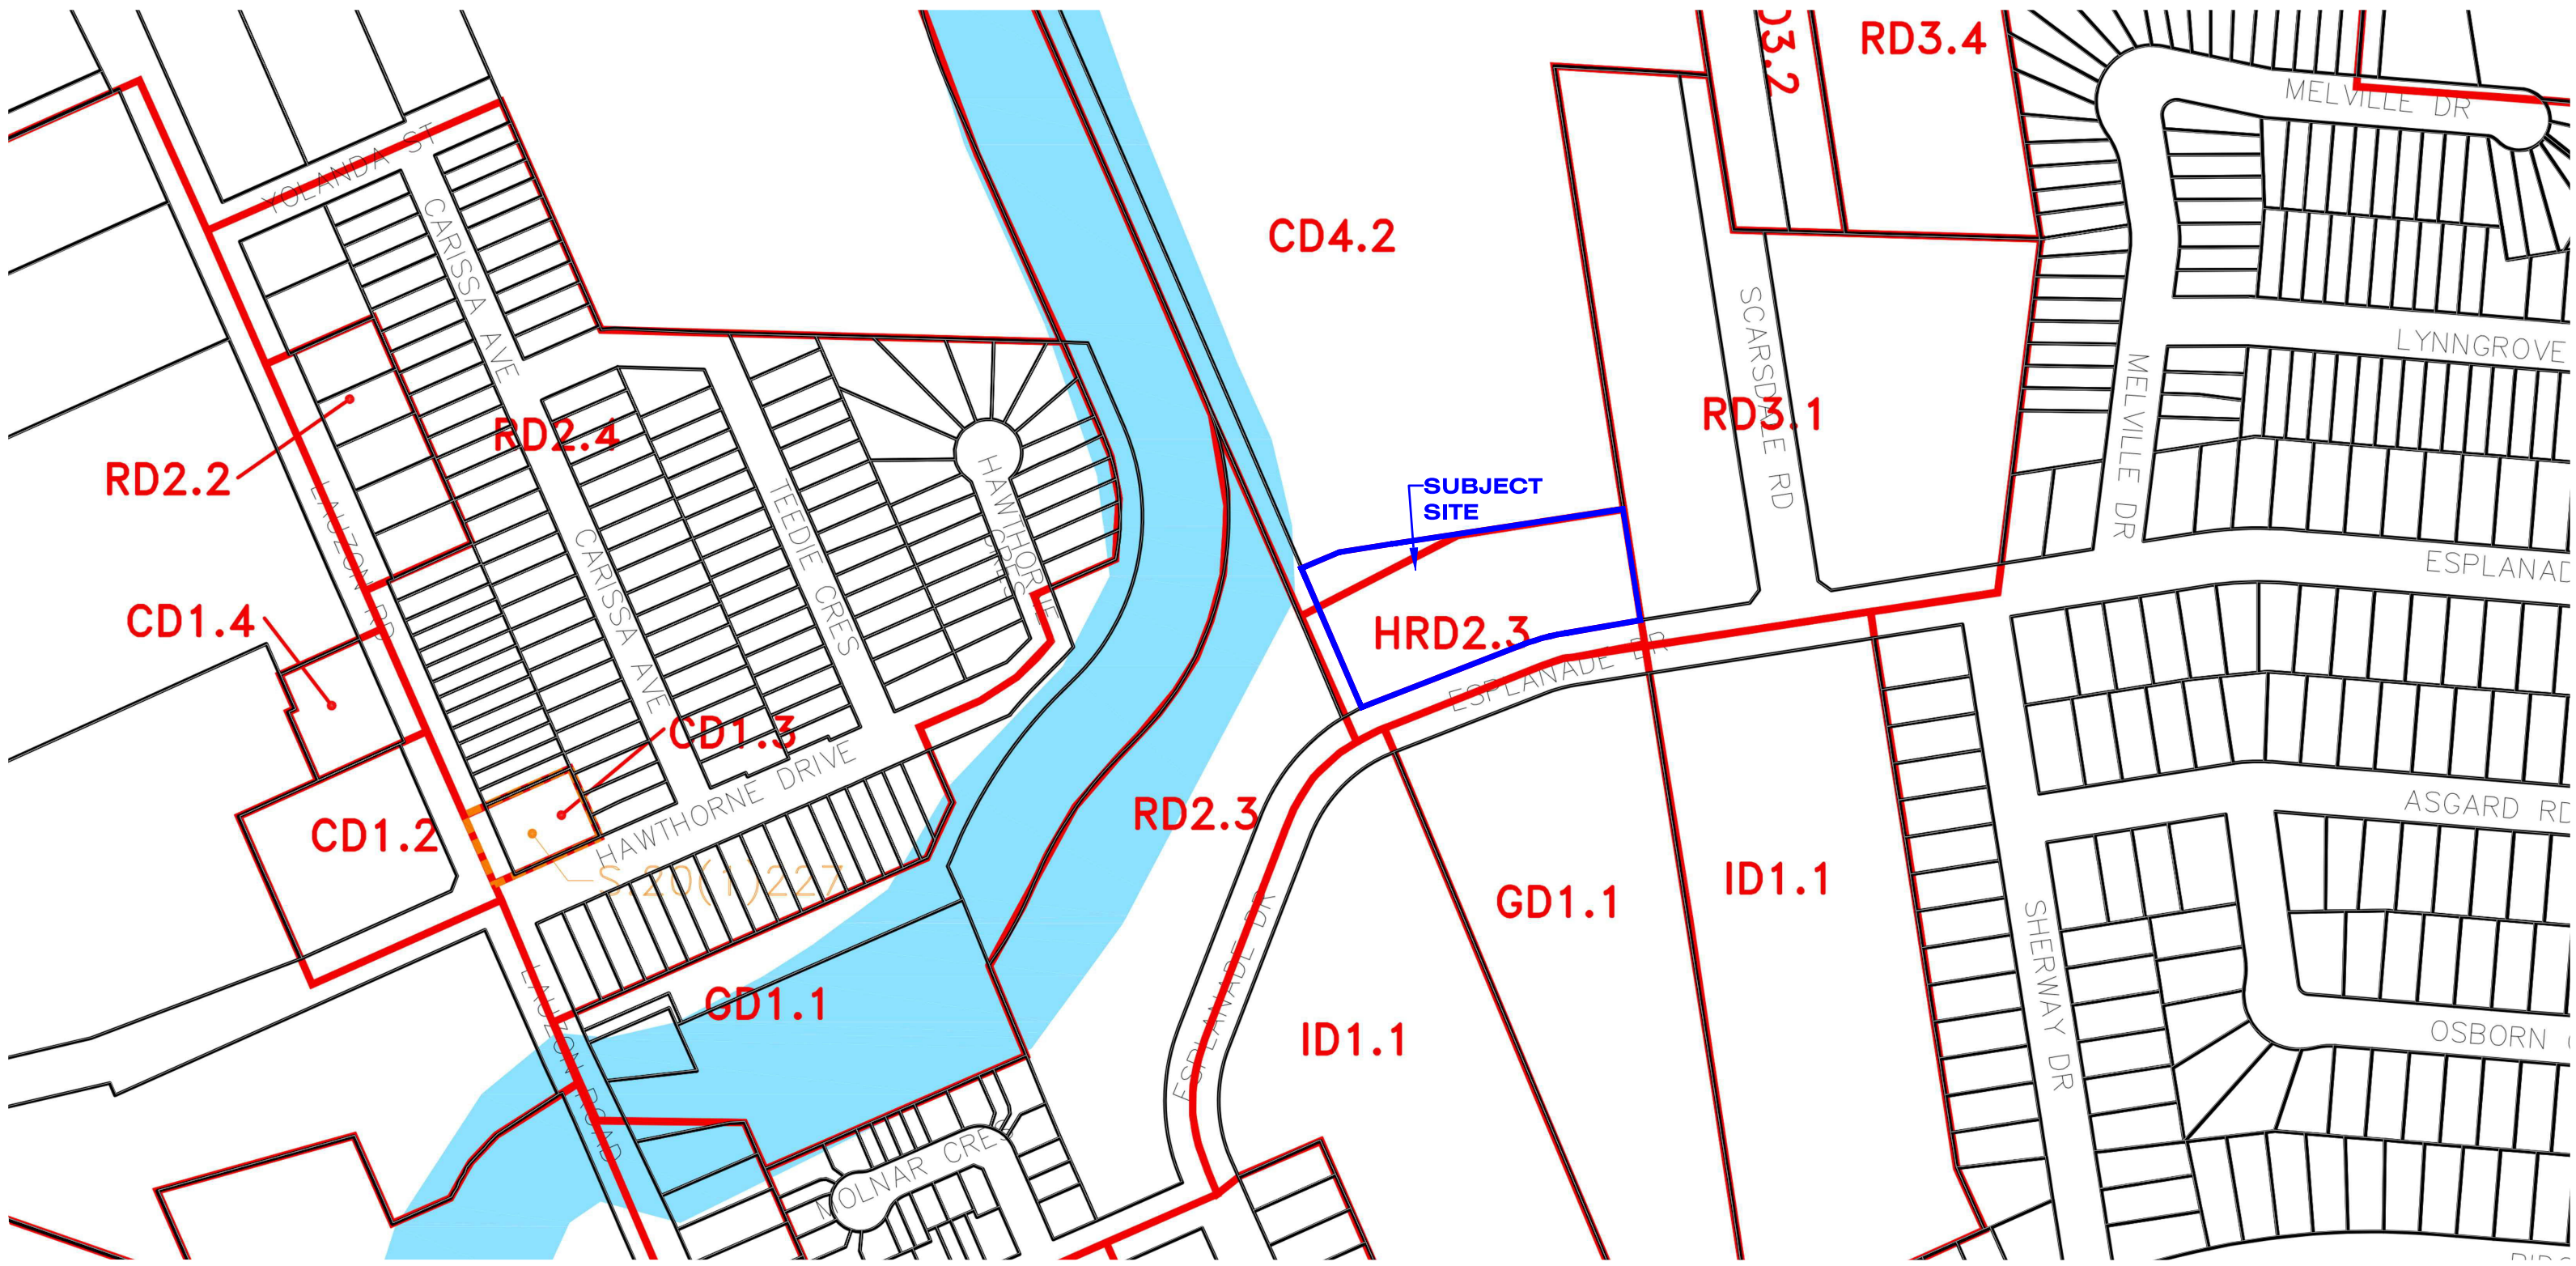 RD3.4
D3.2
MELVILLE DR
YOLANDA ST
CARISSA AVE
CD4.2
SCARSDALE RD
LYNNGROVE
MELVILLE DR
RD3.1
RD2.4
RD2.2
LAUZON RD
HAWTHORNE
CRES
TEEDIE CRES
CARISSA AVE
SUBJECT
SITE
ESPLANAD
CD1.4
HRD2.3
ESPLANADE DR
CD1.3
HAWTHORNE DRIVE
CD1.2
S.20(1)227
RD2.3
ASGARD RD
GD1.1
ID1.1
SHERWAY DR
ESPLANADE DR
GD1.1
ID1.1
LAUZON ROAD
OSBORN
MOLNAR CRES